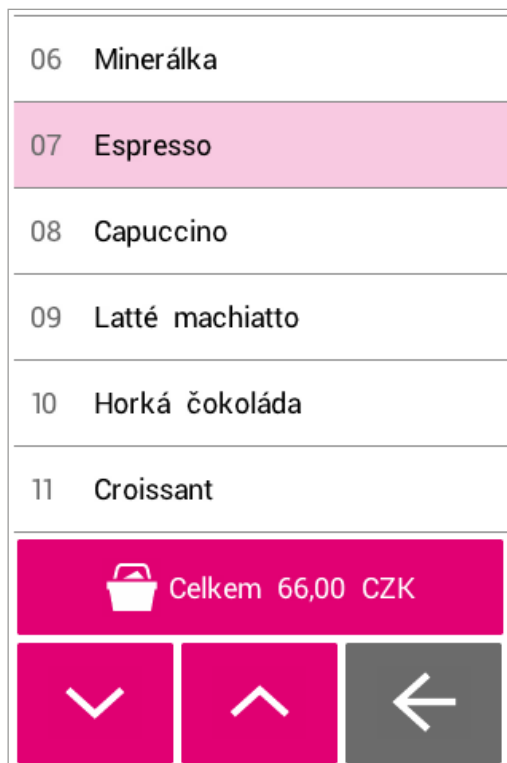 06 Minerálka
07 Espresso
08 Capuccino
09 Latté machiatto
10 Horká čokoláda
11 Croissant
Celkem 66,00 CZK